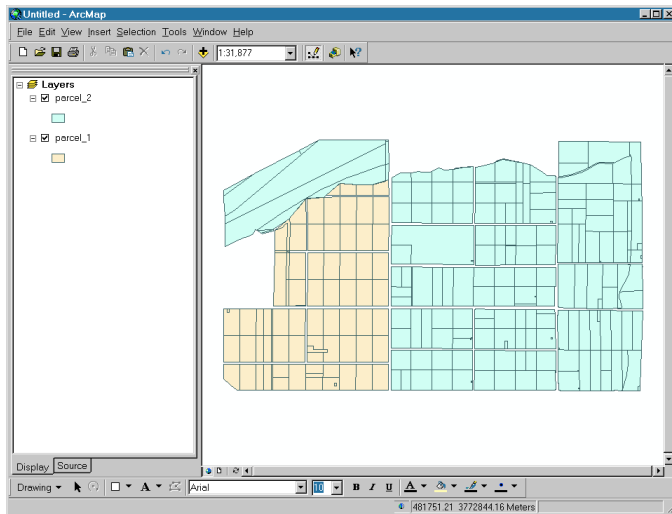 Untitled - ArcMap
File Edit View Insert Selection Tools Window Help
1:31,877
Layers
parcel_2
parcel_1
Display Source
Drawing A Arial 10 B I U A
481751.21 3772844.16 Meters